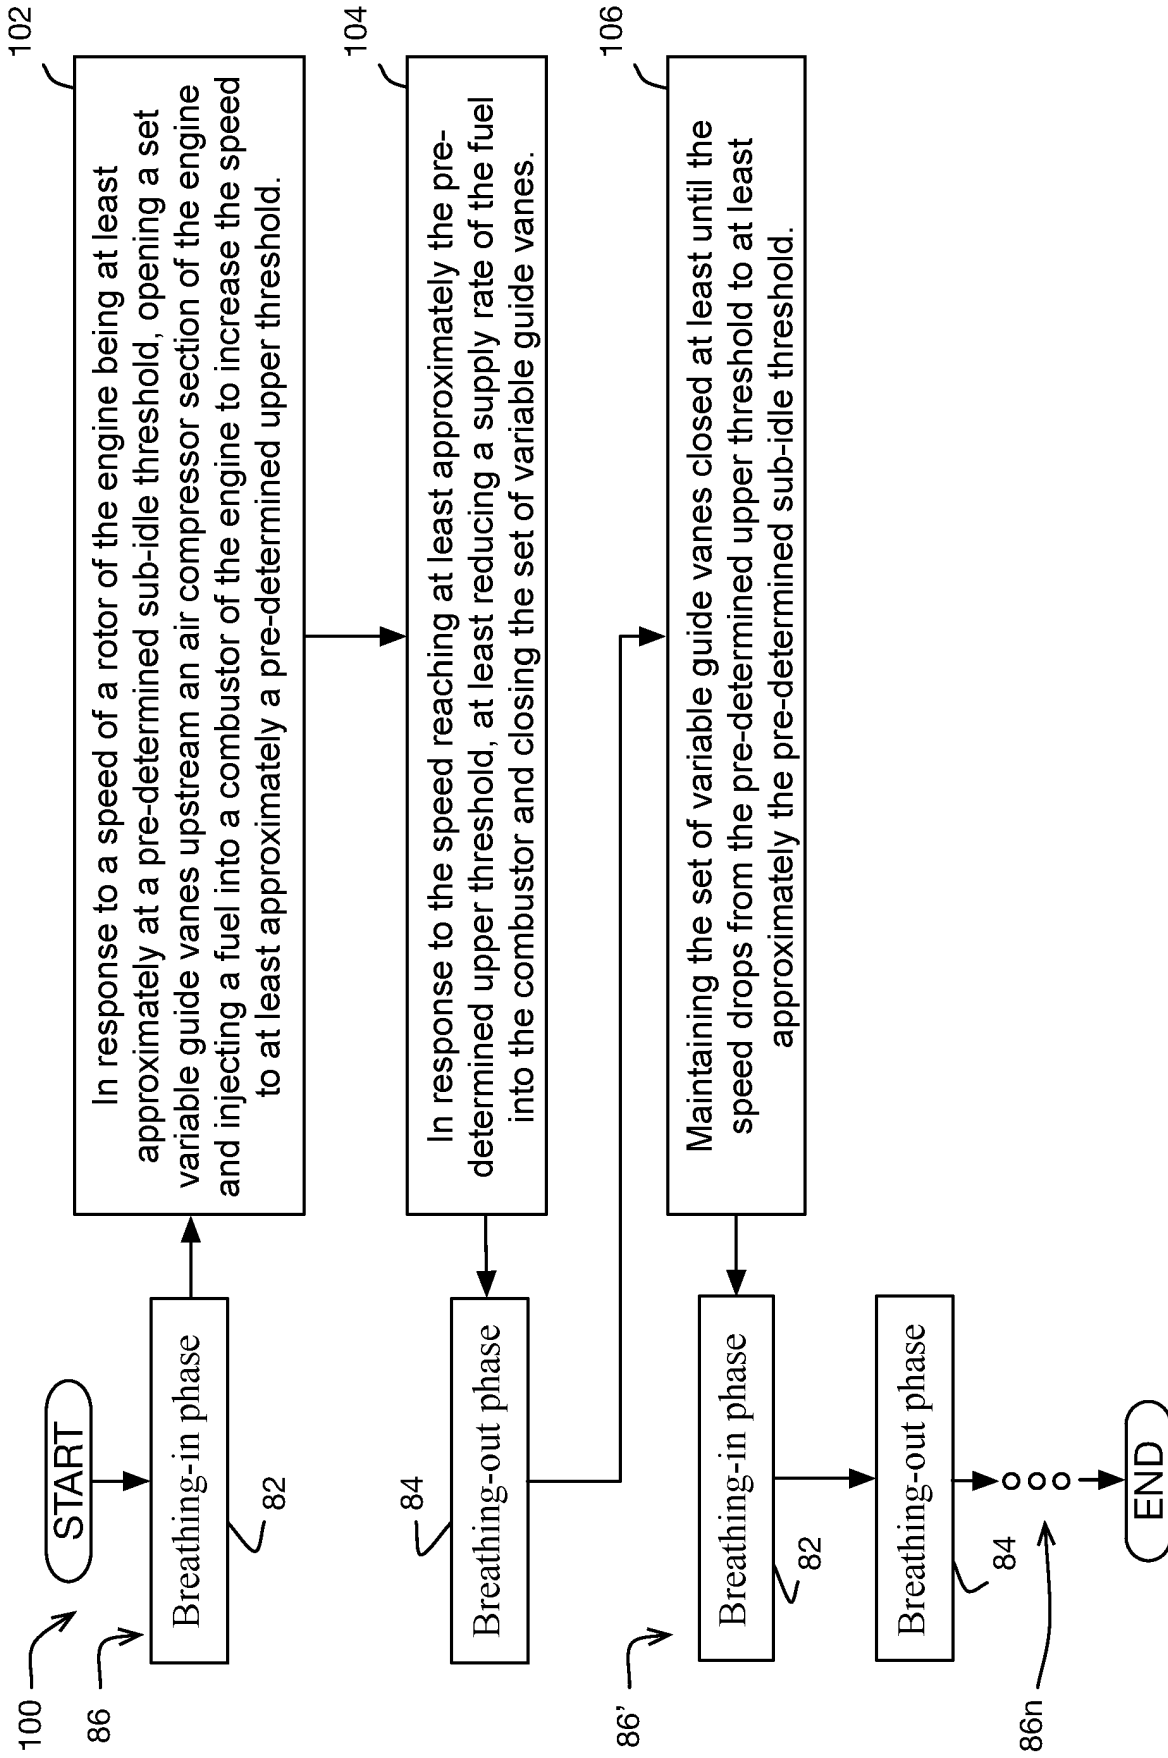 100
START
86
Breathing-in phase
82
In response to a speed of a rotor of the engine being at least
approximately at a pre-determined sub-idle threshold, opening a set
variable guide vanes upstream an air compressor section of the engine
and injecting a fuel into a combustor of the engine to increase the speed
to at least approximately a pre-determined upper threshold.
102
84
Breathing-out phase
In response to the speed reaching at least approximately the pre-
determined upper threshold, at least reducing a supply rate of the fuel
into the combustor and closing the set of variable guide vanes.
104
86'
Breathing-in phase
82
Maintaining the set of variable guide vanes closed at least until the
speed drops from the pre-determined upper threshold to at least
approximately the pre-determined sub-idle threshold.
106
Breathing-out phase
84
86n
END